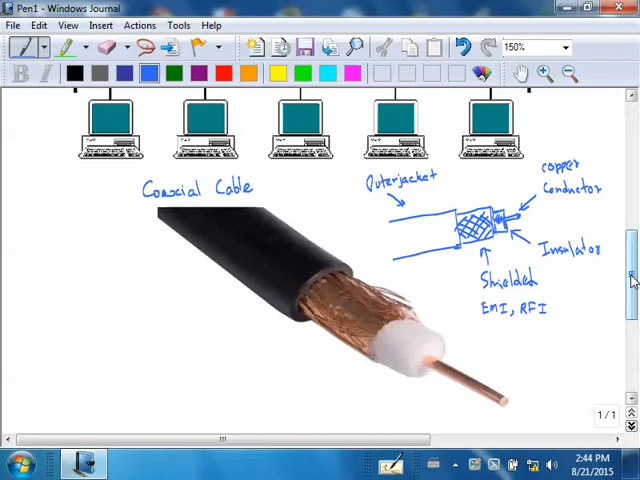 Pen1 - Windows Journal
File Edit View Insert Actions Tools Help
150%
B I
Coaxial Cable
Outerjacket
copper
Conductor
Insulator
Shielded
EMI, RFI
1 / 1
2:44 PM
8/21/2015